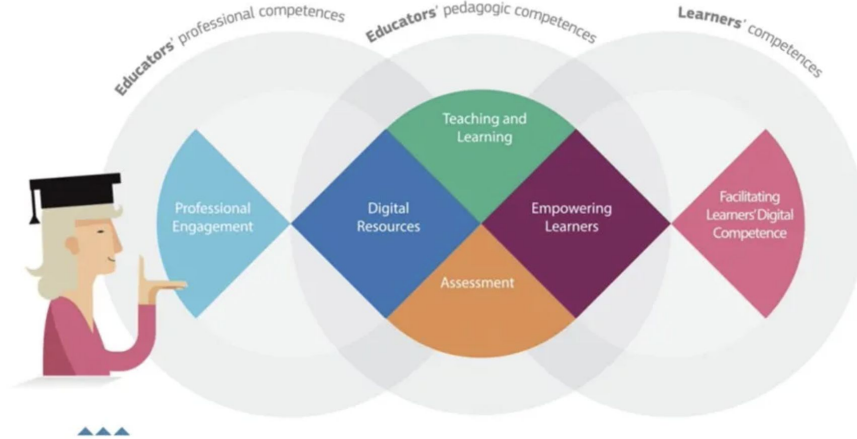 Educators' professional competences
Educators' pedagogic competences
Learners' competences
Teaching and
Learning
Professional
Engagement
Digital
Resources
Empowering
Learners
Facilitating
Learners' Digital
Competence
Assessment